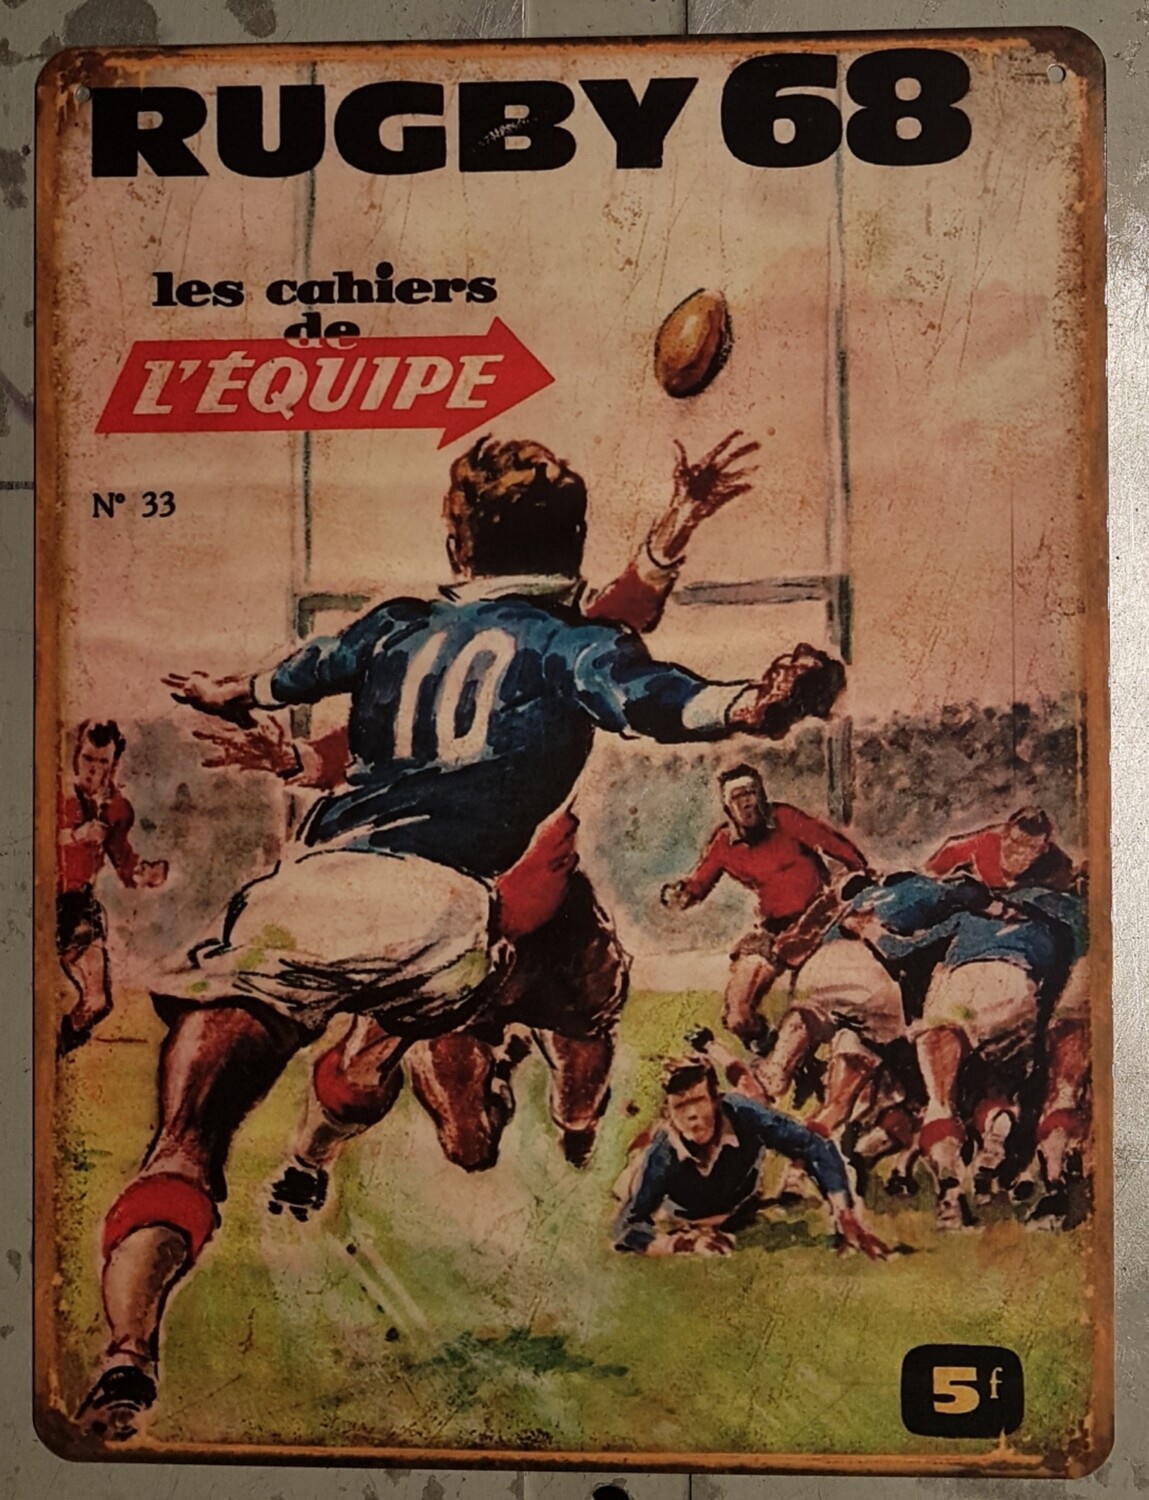 RUGBY 68
les cahiers
de
L'ÉQUIPE
N° 33
10
5f